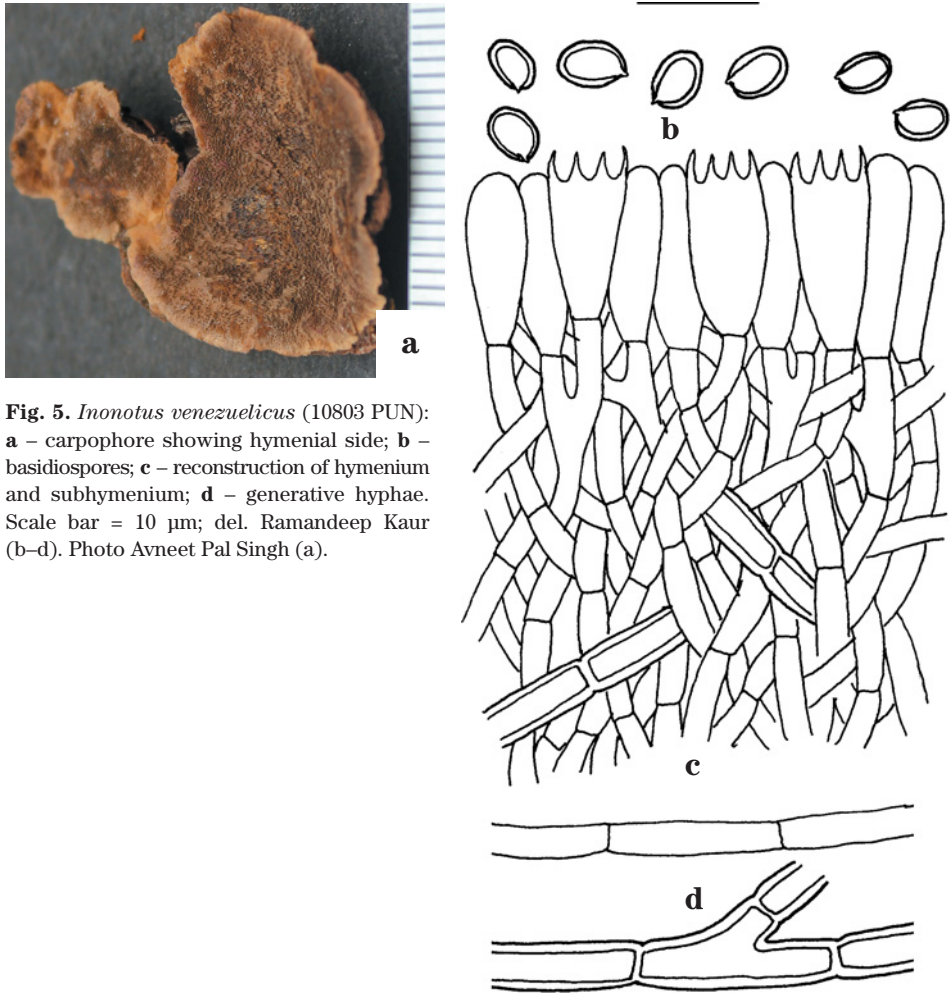 b
a
Fig. 5. Inonotus venezuelicus (10803 PUN):
a – carpophore showing hymenial side; b –
basidiospores; c – reconstruction of hymenium
and subhymenium; d – generative hyphae.
Scale bar = 10 µm; del. Ramandeep Kaur
(b–d). Photo Avneet Pal Singh (a).
c
d